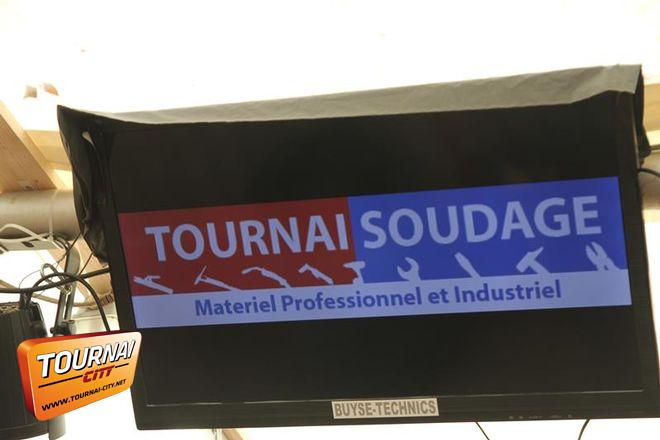 TOURNAI SOUDAGE
Materiel Professionnel et Industriel
TOURNAI
CITY
WWW.TOURNAI-CITY.NET
BUYSE-TECHNICS